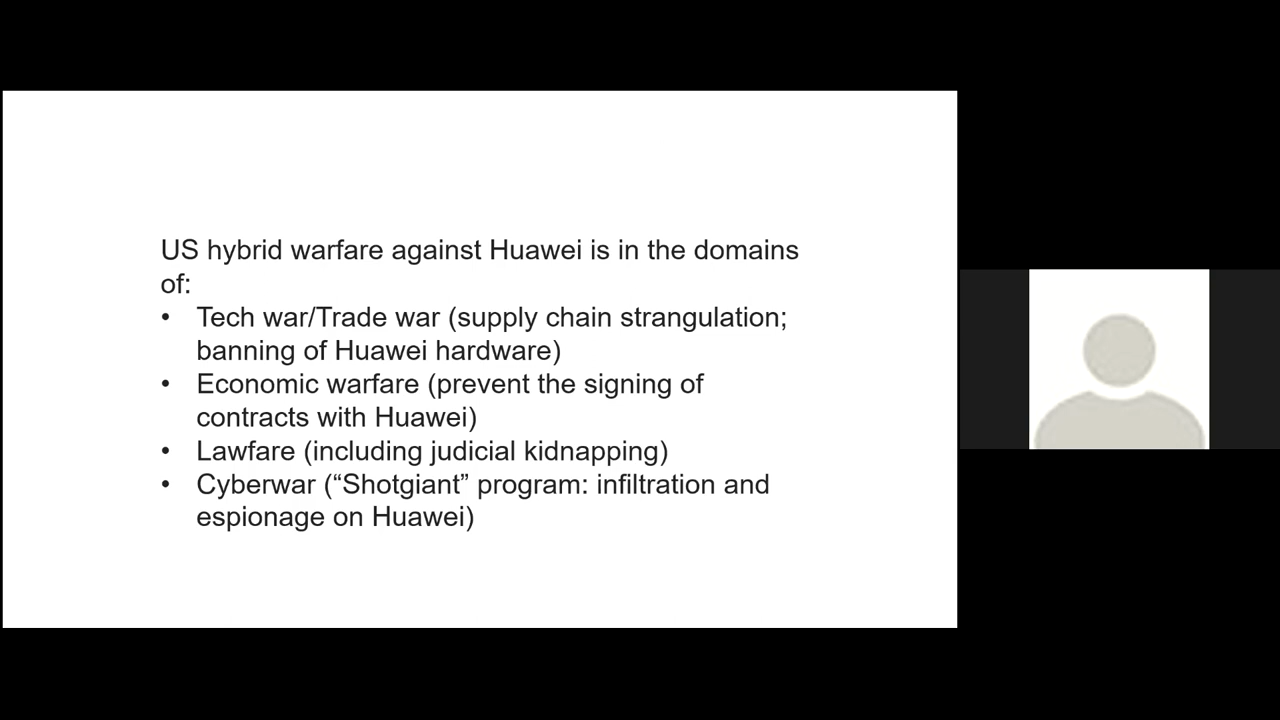 US hybrid warfare against Huawei is in the domains
of:
• Tech war/Trade war (supply chain strangulation;
banning of Huawei hardware)
• Economic warfare (prevent the signing of
contracts with Huawei)
• Lawfare (including judicial kidnapping)
• Cyberwar (“Shotgiant” program: infiltration and
espionage on Huawei)